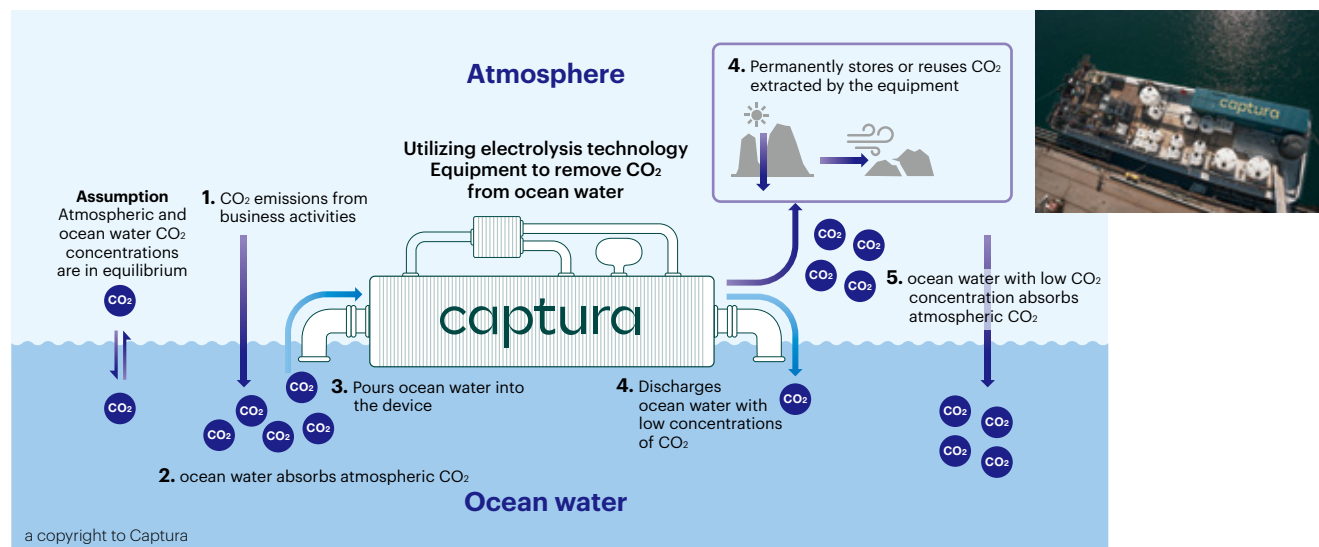 Atmosphere
Utilizing electrolysis technology
Equipment to remove CO₂
from ocean water
Assumption
Atmospheric and
ocean water CO₂
concentrations
are in equilibrium
CO₂
CO₂
1. CO₂ emissions from
business activities
CO₂
CO₂
CO₂
CO₂
CO₂
2. ocean water absorbs atmospheric CO₂
3. Pours ocean water into
the device
captura
4. Permanently stores or reuses CO₂
extracted by the equipment
CO₂
CO₂
CO₂
CO₂
4. Discharges
ocean water with
low concentrations
of CO₂
CO₂
5. ocean water with low CO₂
concentration absorbs
atmospheric CO₂
CO₂
CO₂
CO₂
CO₂
captura
Ocean water
a copyright to Captura